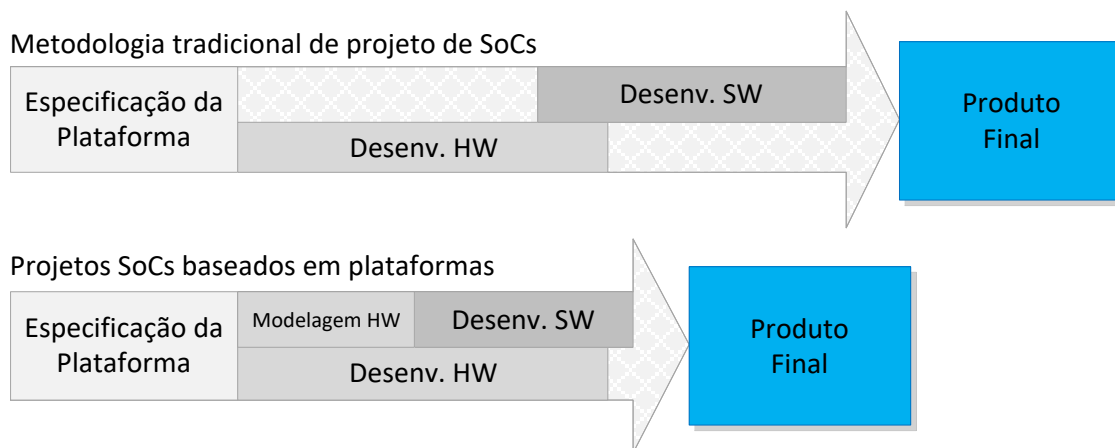 Metodologia tradicional de projeto de SoCs
Especificação da
Plataforma
Desenv. SW
Desenv. HW
Produto
Final
Projetos SoCs baseados em plataformas
Especificação da
Plataforma
Modelagem HW
Desenv. SW
Desenv. HW
Produto
Final